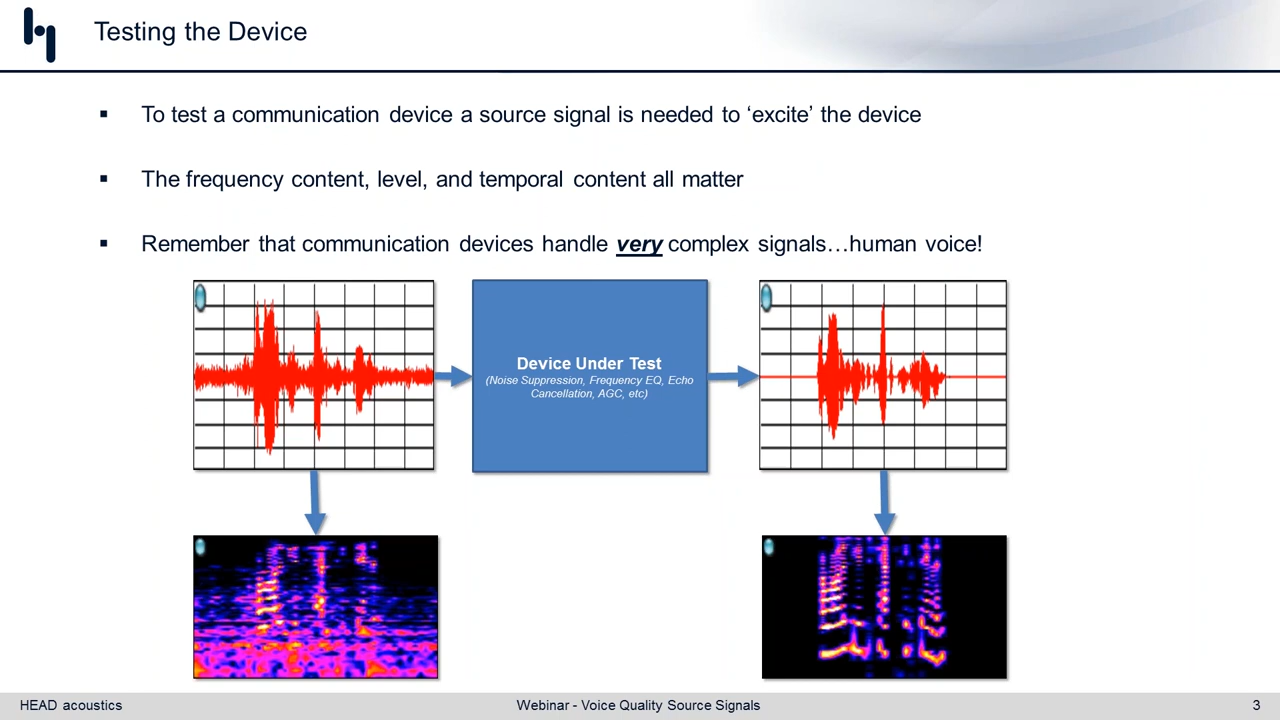 Testing the Device
▪ To test a communication device a source signal is needed to ‘excite’ the device
▪ The frequency content, level, and temporal content all matter
▪ Remember that communication devices handle very complex signals…human voice!
Device Under Test
(Noise Suppression, Frequency EQ, Echo
Cancellation, AGC, etc)
HEAD acoustics
Webinar - Voice Quality Source Signals
3